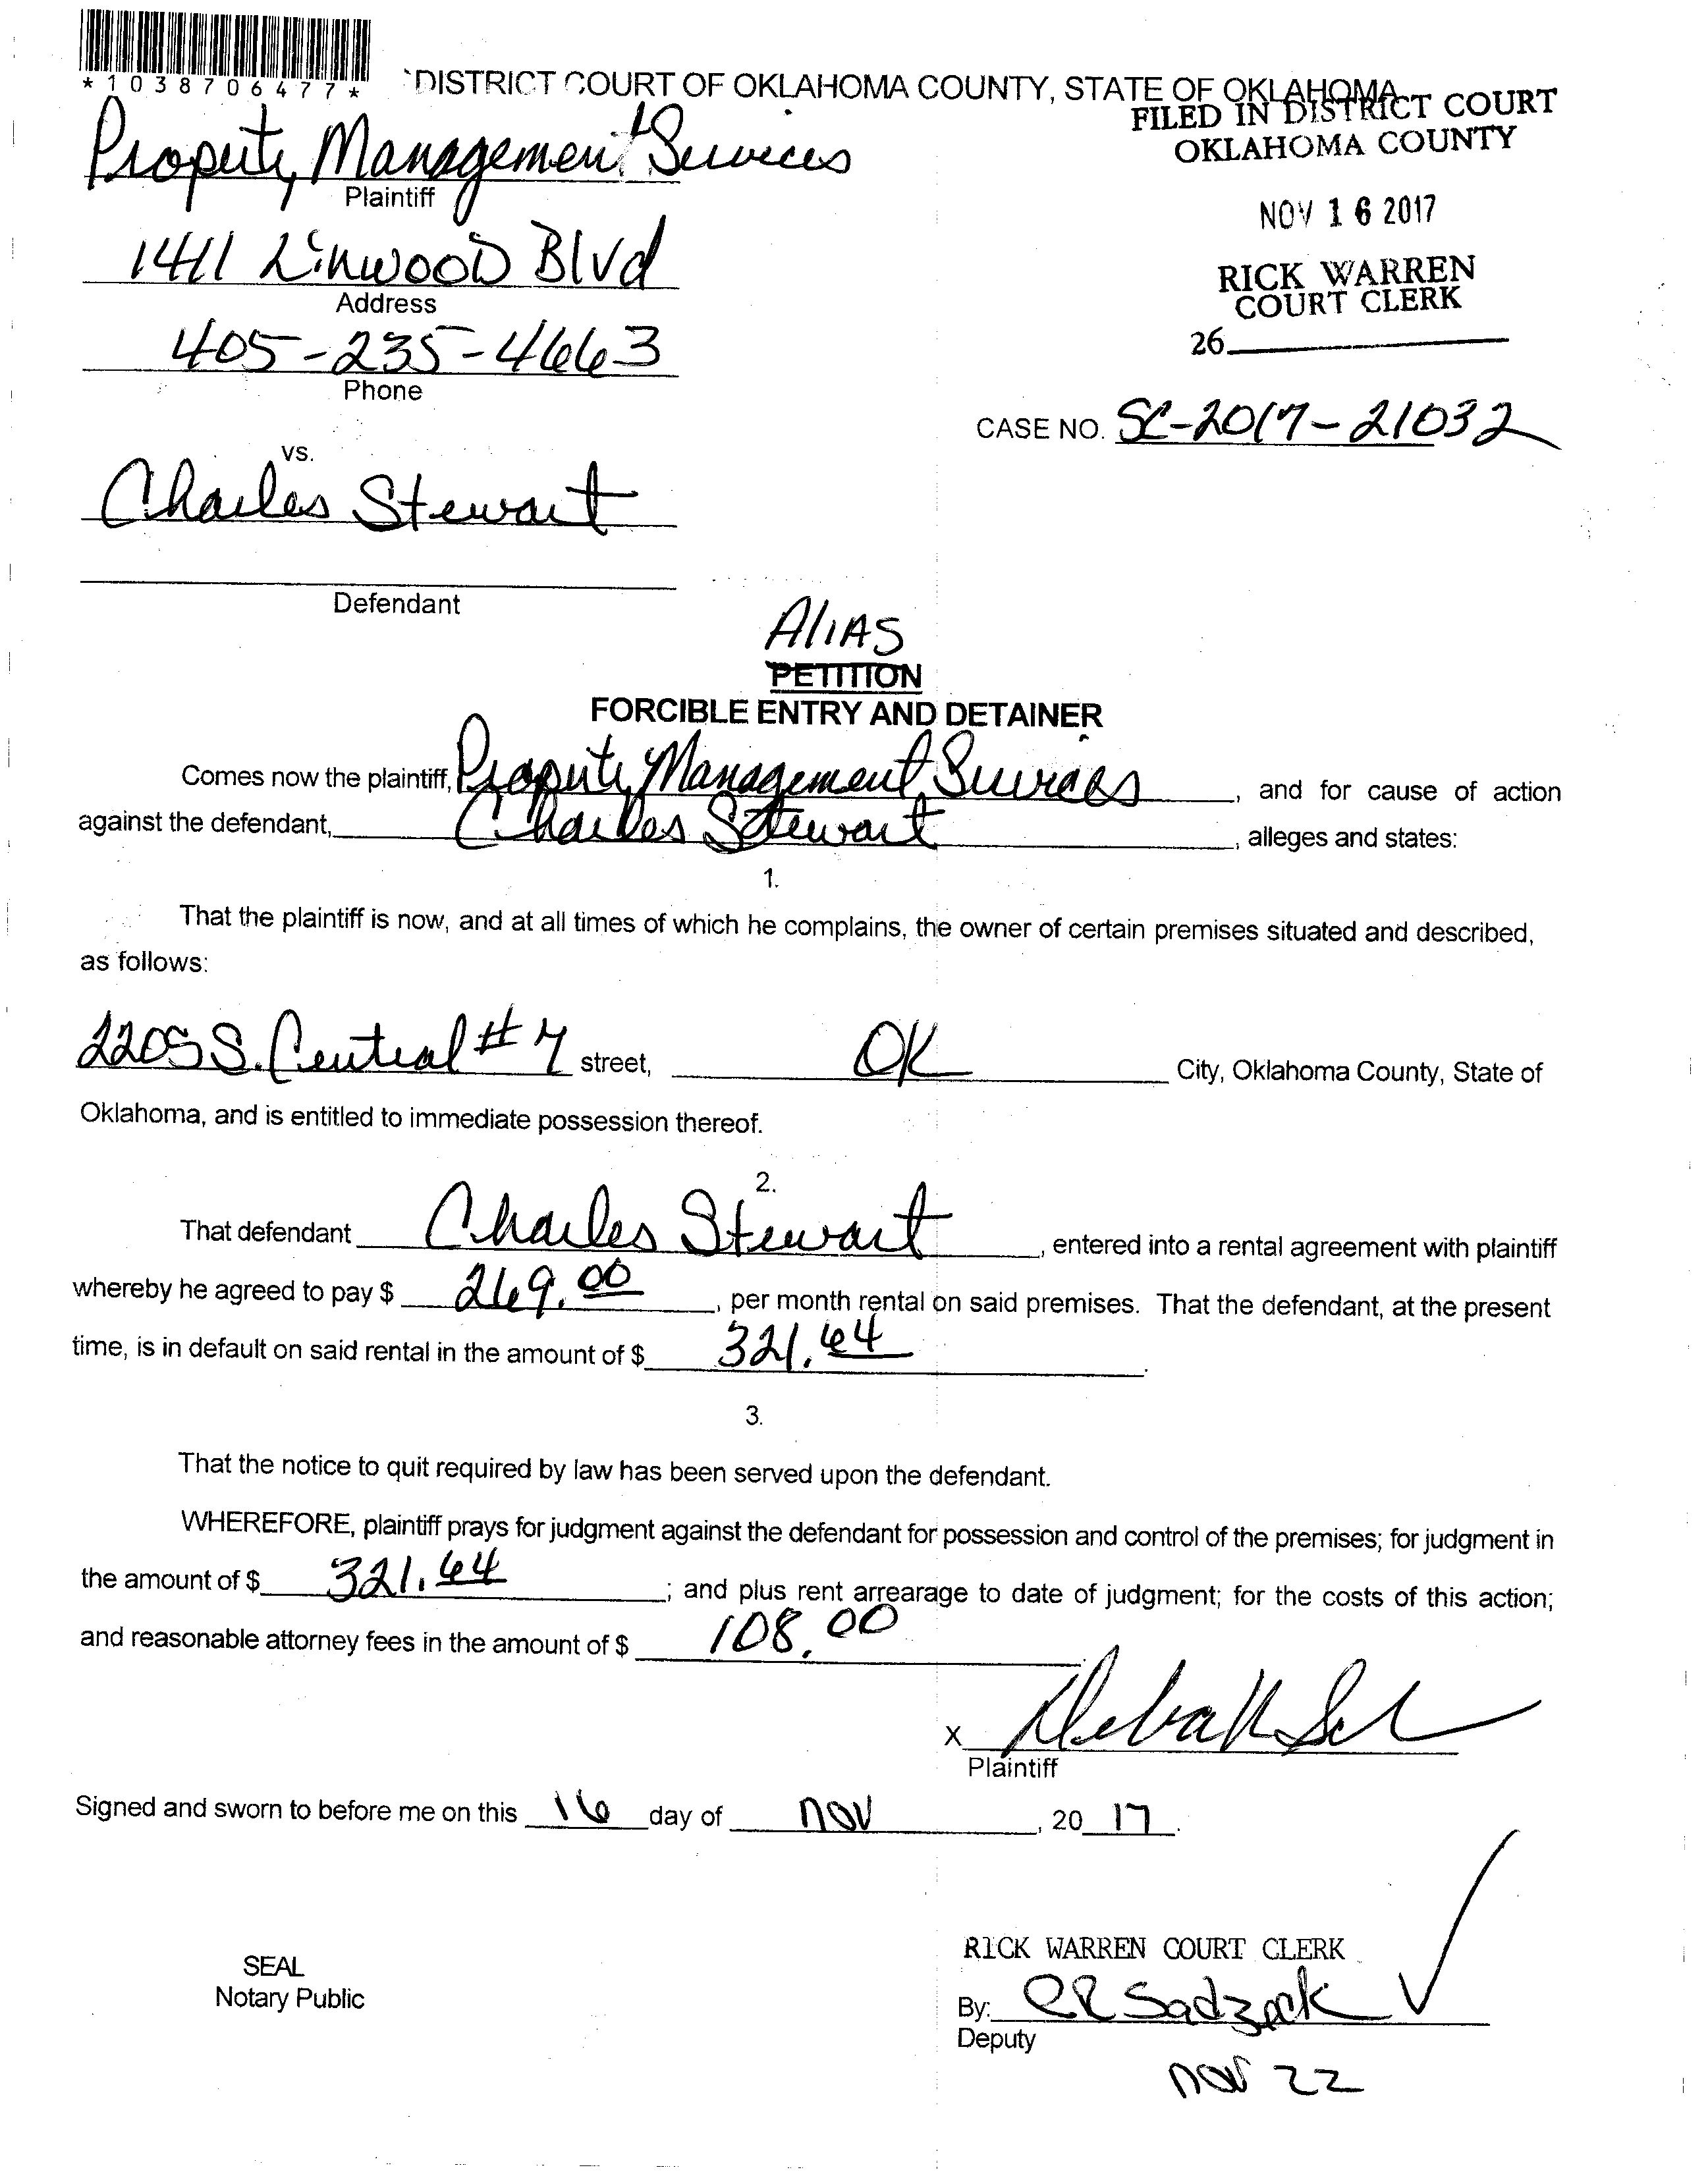 *1038706477*
DISTRICT COURT OF OKLAHOMA COUNTY, STATE OF OKLAHOMA
FILED IN DISTRICT COURT
OKLAHOMA COUNTY
NOV 16 2017
RICK WARREN
COURT CLERK
26
Property Management Services
Plaintiff
1411 Linwood Blvd
Address
405-235-4663
Phone
CASE NO. SC-2017-21032
vs.
Charles Stewart
Defendant
Alias
PETITION
FORCIBLE ENTRY AND DETAINER
Comes now the plaintiff, Property Management Services, and for cause of action
against the defendant, Charles Stewart, alleges and states:
1.
That the plaintiff is now, and at all times of which he complains, the owner of certain premises situated and described,
as follows:
2205 S. Central #7 street, OK City, Oklahoma County, State of
Oklahoma, and is entitled to immediate possession thereof.
2.
That defendant Charles Stewart, entered into a rental agreement with plaintiff
whereby he agreed to pay $ 269.00, per month rental on said premises. That the defendant, at the present
time, is in default on said rental in the amount of $ 321.64.
3.
That the notice to quit required by law has been served upon the defendant.
WHEREFORE, plaintiff prays for judgment against the defendant for possession and control of the premises; for judgment in
the amount of $ 321.64; and plus rent arrearage to date of judgment; for the costs of this action;
and reasonable attorney fees in the amount of $ 108.00.
X
Plaintiff
Signed and sworn to before me on this 16 day of nov, 20 17.
RICK WARREN COURT CLERK
SEAL
Notary Public
By:
Deputy
nov 22